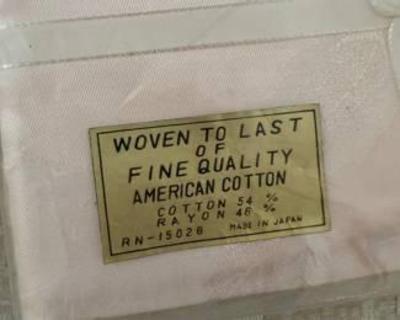 WOVEN TO LAST
OF
FINE QUALITY
AMERICAN COTTON
COTTON 54 %
RAYON 46 %
RN-15028 MADE IN JAPAN